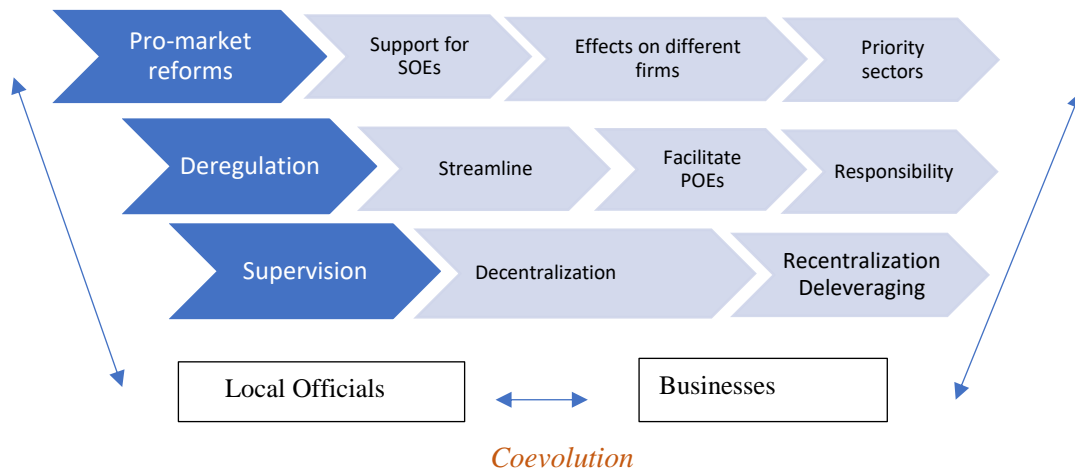 Pro-market
reforms
Support for
SOEs
Effects on different
firms
Priority
sectors
Deregulation
Streamline
Facilitate
POEs
Responsibility
Supervision
Decentralization
Recentralization
Deleveraging
Local Officials
Businesses
Coevolution